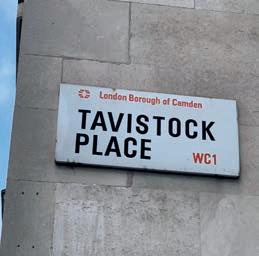 London Borough of Camden
TAVISTOCK
PLACE WC1